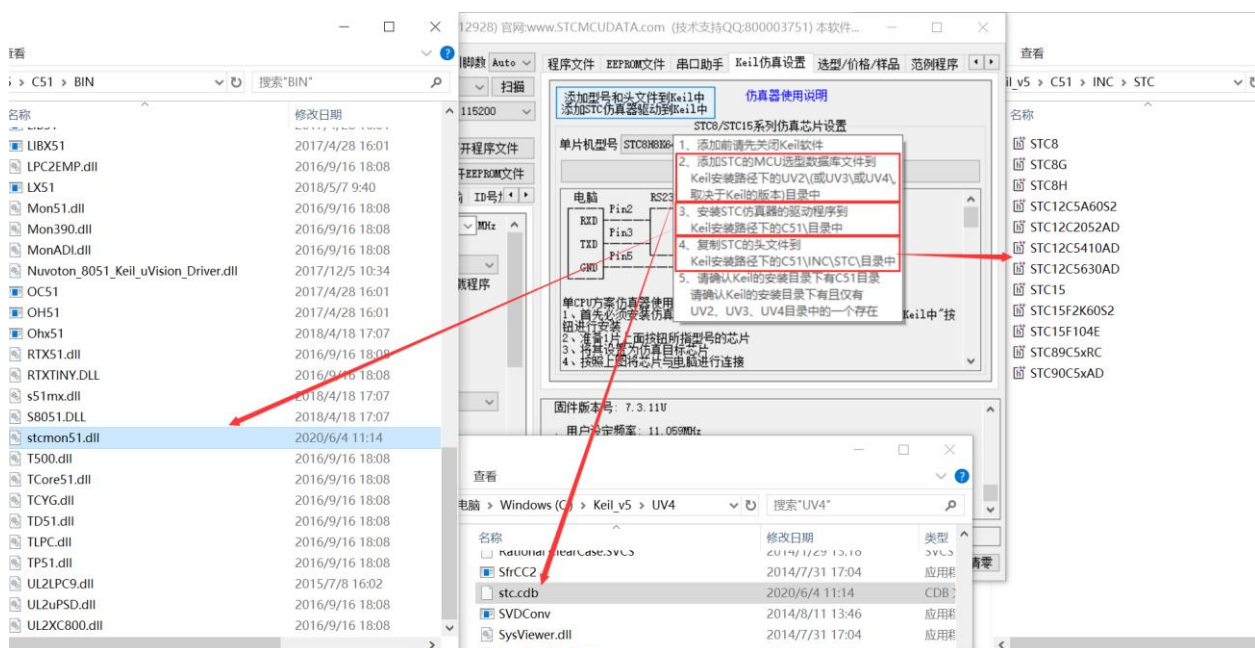 查看
C51 > BIN
搜索"BIN"
名称
修改日期
LIBX51 2017/4/28 16:01
LPC2EMP.dll 2016/9/16 18:08
LX51 2018/5/7 9:40
Mon51.dll 2016/9/16 18:08
Mon390.dll 2016/9/16 18:08
MonADI.dll 2016/9/16 18:08
Nuvoton_8051_Keil_uVision_Driver.dll 2017/12/5 10:34
OC51 2017/4/28 16:01
OH51 2017/4/28 16:01
Ohx51 2018/4/18 17:07
RTX51.dll 2016/9/16 18:08
RTXTINY.DLL 2016/9/16 18:08
s51mx.dll 2018/4/18 17:07
S8051.DLL 2018/4/18 17:07
stcmon51.dll 2020/6/4 11:14
T500.dll 2016/9/16 18:08
TCore51.dll 2016/9/16 18:08
TCYG.dll 2016/9/16 18:08
TD51.dll 2016/9/16 18:08
TLPC.dll 2016/9/16 18:08
TP51.dll 2016/9/16 18:08
UL2LPC9.dll 2015/7/8 16:02
UL2uPSD.dll 2016/9/16 18:08
UL2XC800.dll 2016/9/16 18:08
12928) 官网:www.STCMCUDATA.com (技术支持QQ:800003751) 本软件...
脚数 Auto
扫描
115200
开程序文件
EEPROM文件
ID号
MHz
载程序
程序文件 EEPROM文件 串口助手 Keil仿真设置 选型/价格/样品 范例程序
添加型号和头文件到Keil中
添加STC仿真器驱动到Keil中
仿真器使用说明
STC8/STC15系列仿真芯片设置
单片机型号 STC8H8K64
1、添加前请先关闭Keil软件
2、添加STC的MCU选型数据库文件到
Keil安装路径下的UV2\(或UV3\或UV4\,
取决于Keil的版本)目录中
3、安装STC仿真器的驱动程序到
Keil安装路径下的C51\目录中
4、复制STC的头文件到
Keil安装路径下的C51\INC\STC\目录中
5、请确认Keil的安装目录下有C51目录
请确认Keil的安装目录下有且仅有
UV2、UV3、UV4目录中的一个存在
电脑 RS23
RXD Pin2
TXD Pin3
GND Pin5
单CPU方案仿真器使用
1、首先必须安装仿真 Keil中"按
钮进行安装
2、准备1片上面按钮所指型号的芯片
3、将其设置为仿真目标芯片
4、按照上图将芯片与电脑进行连接
固件版本号: 7.3.11U
. 用户设定频率: 11.059MHz
清零
查看
电脑 > Windows (C:) > Keil_v5 > UV4
搜索"UV4"
名称 修改日期 类型
RationalClearCase.SVCS 2014/1/29 15:18 SVCS
SfrCC2 2014/7/31 17:04 应用程
stc.cdb 2020/6/4 11:14 CDB
SVDConv 2014/8/11 13:46 应用程
SysViewer.dll 2014/7/31 17:04 应用程
查看
il_v5 > C51 > INC > STC
名称
STC8
STC8G
STC8H
STC12C5A60S2
STC12C2052AD
STC12C5410AD
STC12C5630AD
STC15
STC15F2K60S2
STC15F104E
STC89C5xRC
STC90C5xAD